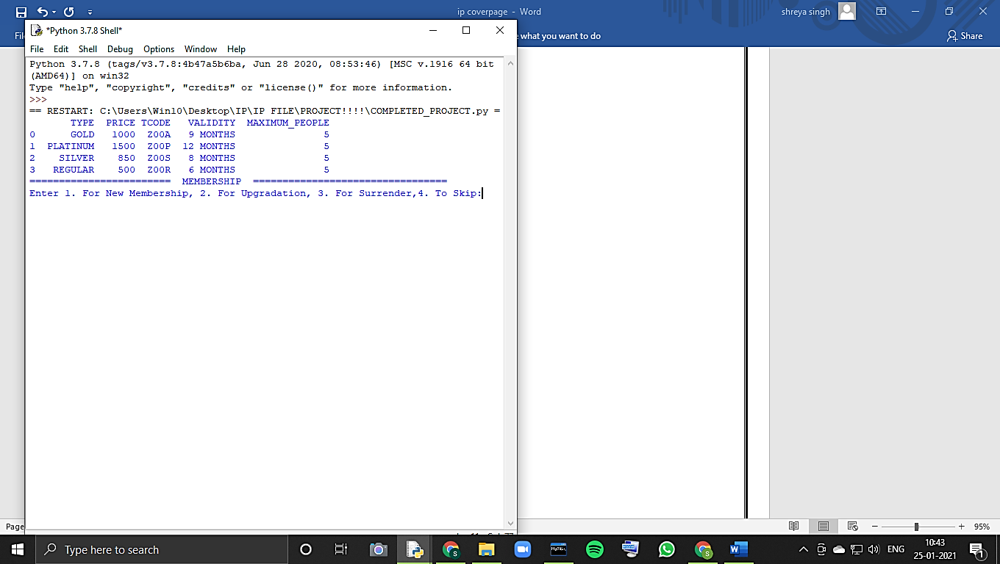 ip coverpage - Word
shreya singh
Fil
what you want to do
Share
*Python 3.7.8 Shell*
File Edit Shell Debug Options Window Help
Python 3.7.8 (tags/v3.7.8:4b47a5b6ba, Jun 28 2020, 08:53:46) [MSC v.1916 64 bit
(AMD64)] on win32
Type "help", "copyright", "credits" or "license()" for more information.
>>>
== RESTART: C:\Users\Win10\Desktop\IP\IP FILE\PROJECT!!!!\COMPLETED_PROJECT.py =
TYPE PRICE TCODE VALIDITY MAXIMUM_PEOPLE
0 GOLD 1000 Z00A 9 MONTHS 5
1 PLATINUM 1500 Z00P 12 MONTHS 5
2 SILVER 850 Z00S 8 MONTHS 5
3 REGULAR 500 Z00R 6 MONTHS 5
======================== MEMBERSHIP =================================
Enter 1. For New Membership, 2. For Upgradation, 3. For Surrender,4. To Skip:
Page
95%
Type here to search
MySQL
W
ENG
10:43
25-01-2021
1